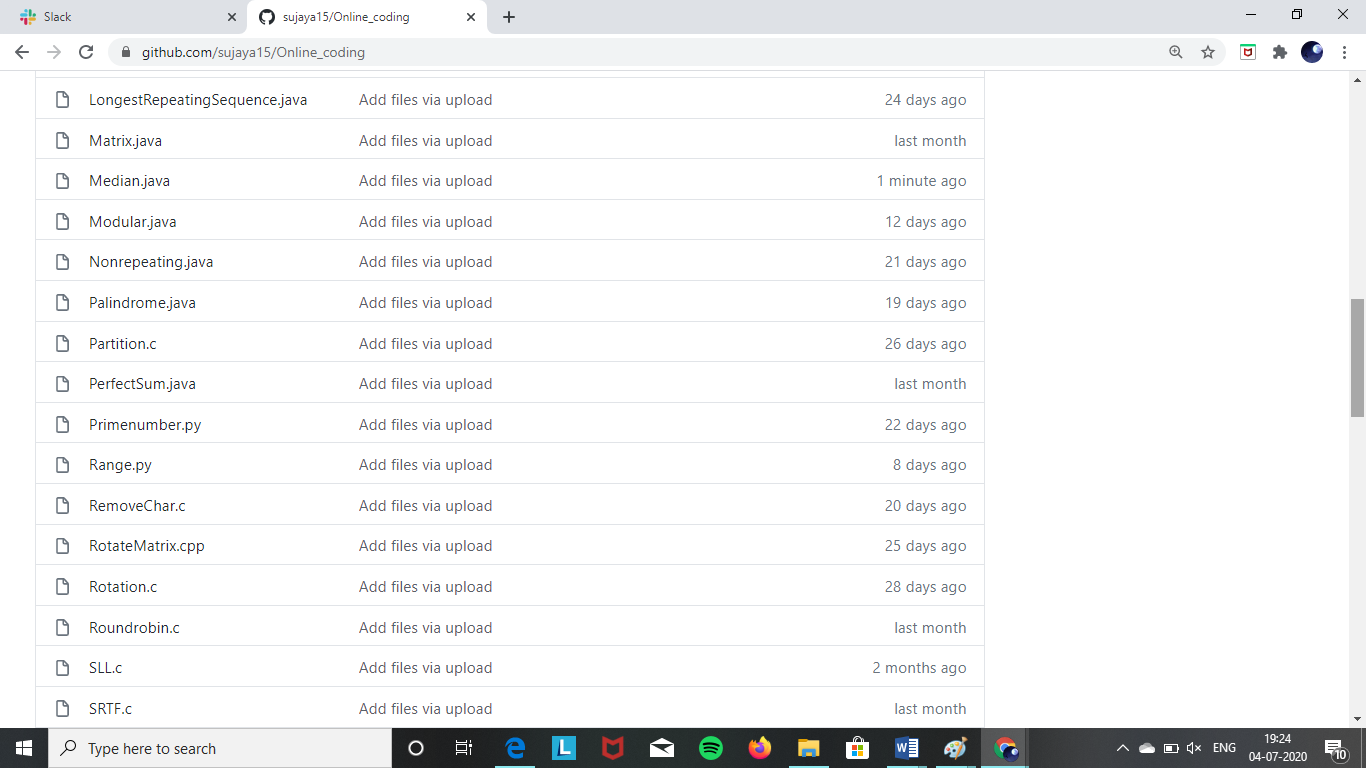 Slack
sujaya15/Online_coding
github.com/sujaya15/Online_coding
LongestRepeatingSequence.java Add files via upload 24 days ago
Matrix.java Add files via upload last month
Median.java Add files via upload 1 minute ago
Modular.java Add files via upload 12 days ago
Nonrepeating.java Add files via upload 21 days ago
Palindrome.java Add files via upload 19 days ago
Partition.c Add files via upload 26 days ago
PerfectSum.java Add files via upload last month
Primenumber.py Add files via upload 22 days ago
Range.py Add files via upload 8 days ago
RemoveChar.c Add files via upload 20 days ago
RotateMatrix.cpp Add files via upload 25 days ago
Rotation.c Add files via upload 28 days ago
Roundrobin.c Add files via upload last month
SLL.c Add files via upload 2 months ago
SRTF.c Add files via upload last month
Type here to search
L
W
ENG
19:24
04-07-2020
10